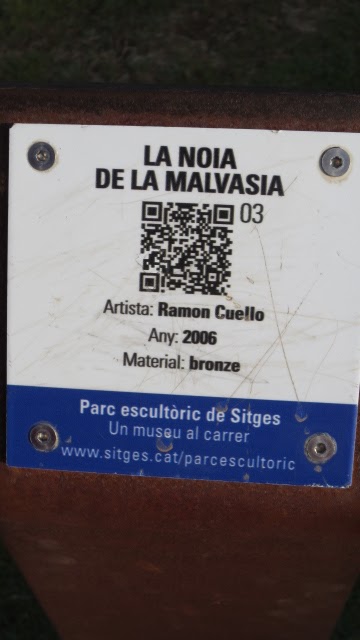 LA NOIA
DE LA MALVASIA
03
Artista: Ramon Cuello
Any: 2006
Material: bronze
Parc escultòric de Sitges
Un museu al carrer
www.sitges.cat/parcescultoric